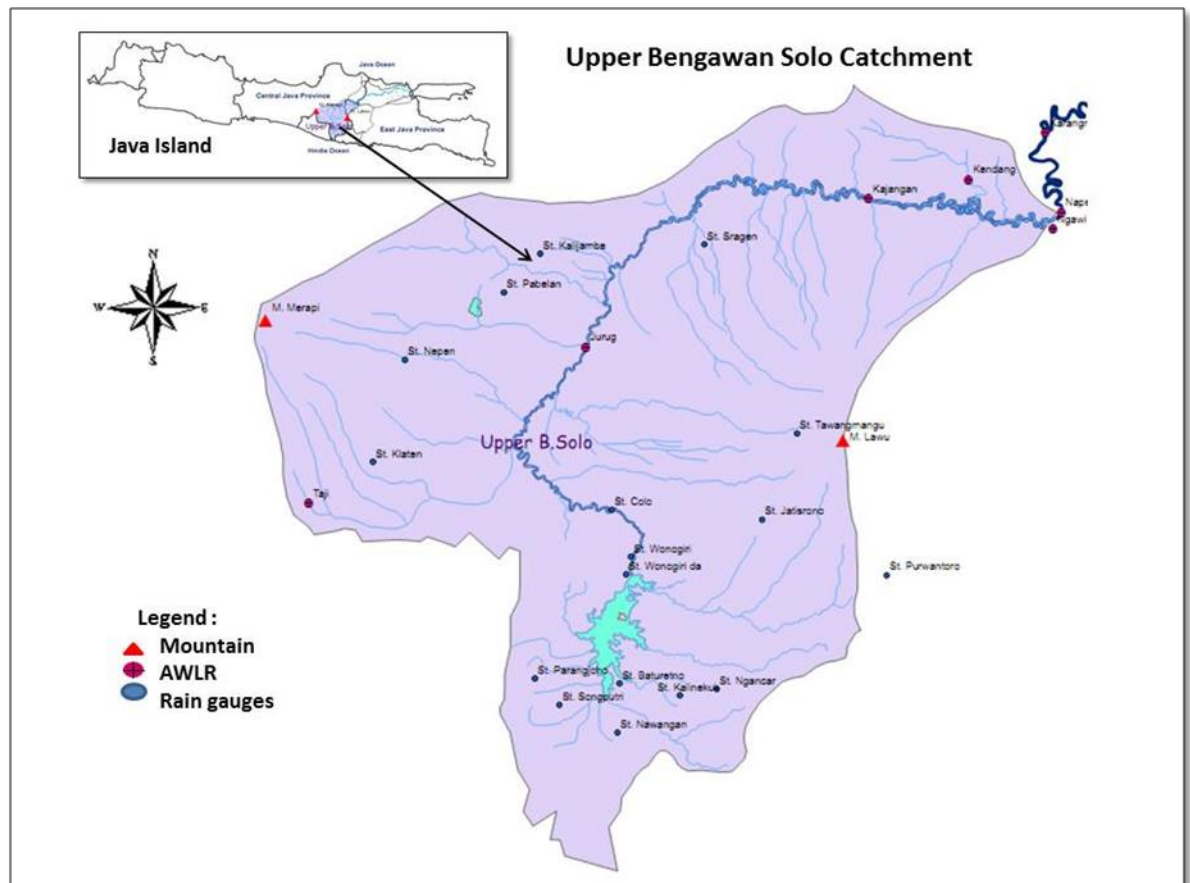 Upper Bengawan Solo Catchment
Java Ocean
Central Java Province
East Java Province
Hindia Ocean
Java Island
N
W
E
S
Kendang
Kajangan
Ngawi
St. Kalijambe
St. Sragen
St. Pabelan
M. Merapi
Jurug
St. Nepen
St. Tawangmangu
M. Lawu
Upper B.Solo
St. Klaten
Taji
St. Colo
St. Jatisrono
St. Wonogiri
St. Wonogiri da
St. Purwantoro
Legend :
Mountain
AWLR
Rain gauges
St. Parangjoho
St. Baturetno
St. Ngancar
St. Kalineku
St. Songputri
St. Nawangan